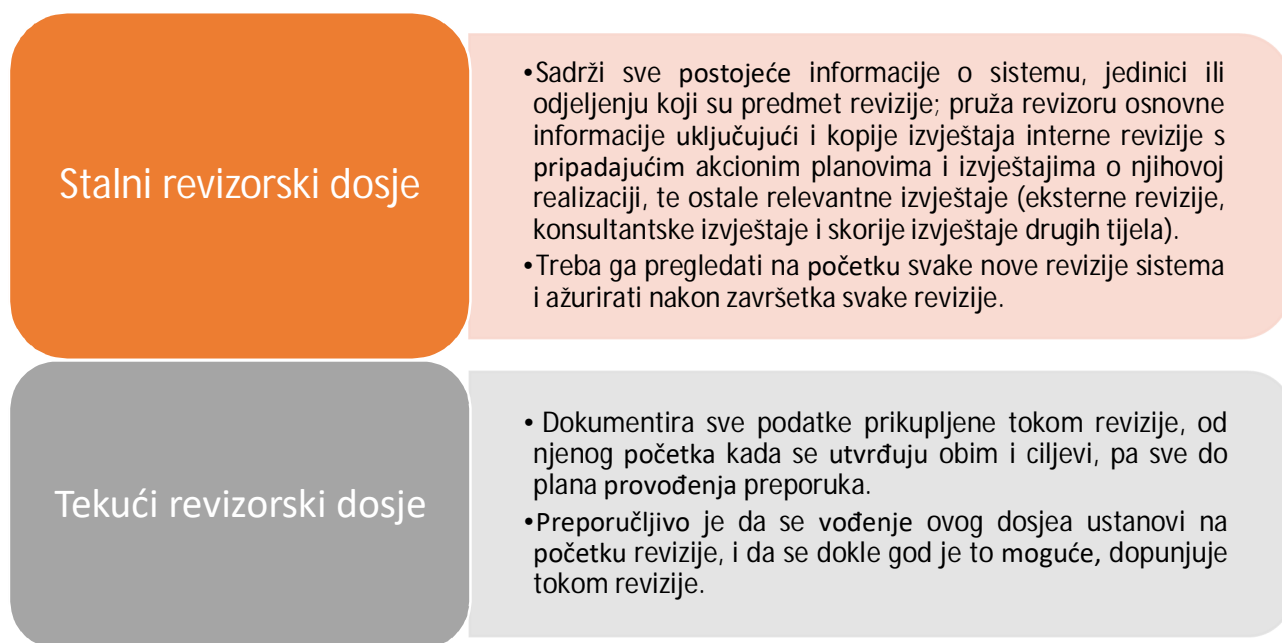 Stalni revizorski dosje
•Sadrži sve postojeće informacije o sistemu, jedinici ili
odjeljenju koji su predmet revizije; pruža revizoru osnovne
informacije uključujući i kopije izvještaja interne revizije s
pripadajućim akcionim planovima i izvještajima o njihovoj
realizaciji, te ostale relevantne izvještaje (eksterne revizije,
konsultantske izvještaje i skorije izvještaje drugih tijela).
•Treba ga pregledati na početku svake nove revizije sistema
i ažurirati nakon završetka svake revizije.
Tekući revizorski dosje
• Dokumentira sve podatke prikupljene tokom revizije, od
njenog početka kada se utvrđuju obim i ciljevi, pa sve do
plana provođenja preporuka.
•Preporučljivo je da se vođenje ovog dosjea ustanovi na
početku revizije, i da se dokle god je to moguće, dopunjuje
tokom revizije.